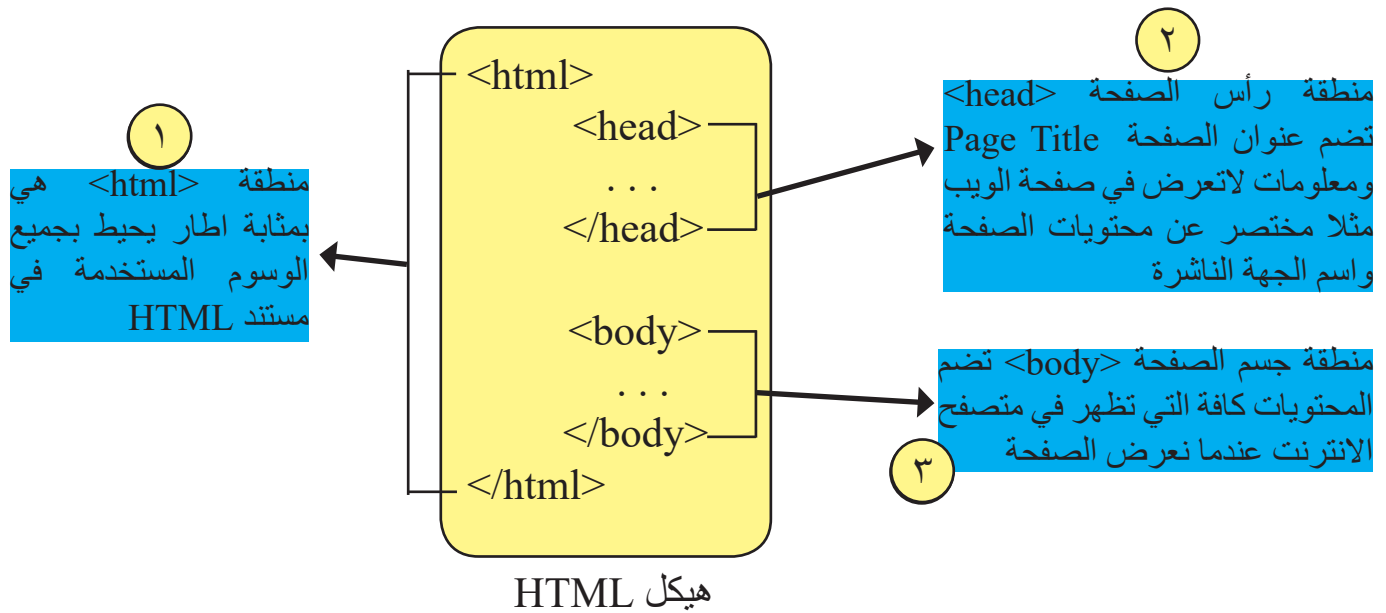 ١
منطقة <html> هي
بمثابة اطار يحيط بجميع
الوسوم المستخدمة في
مستند HTML
<html>
<head>
. . .
</head>
<body>
. . .
</body>
</html>
٢
منطقة رأس الصفحة <head>
تضم عنوان الصفحة Page Title
ومعلومات لاتعرض في صفحة الويب
مثلا مختصر عن محتويات الصفحة
واسم الجهة الناشرة
منطقة جسم الصفحة <body> تضم
المحتويات كافة التي تظهر في متصفح
الانترنت عندما نعرض الصفحة
٣
هيكل HTML